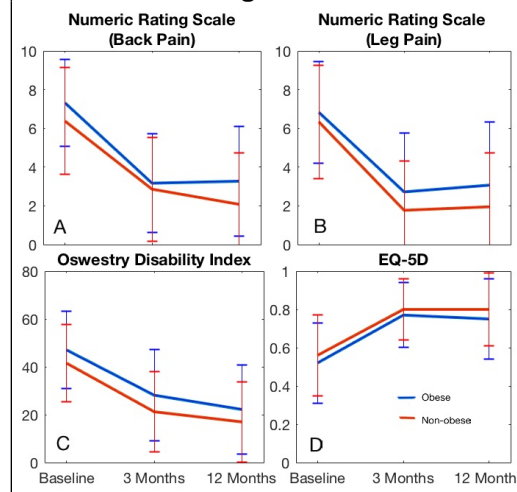 Numeric Rating Scale
(Back Pain)
Numeric Rating Scale
(Leg Pain)
10
8
6
4
2
0
A
10
8
6
4
2
0
B
Oswestry Disability Index
EQ-5D
80
60
40
20
0
C
Baseline
3 Months
12 Months
1
0.8
0.6
0.4
0.2
0
Obese
Non-obese
D
Baseline
3 Months
12 Month